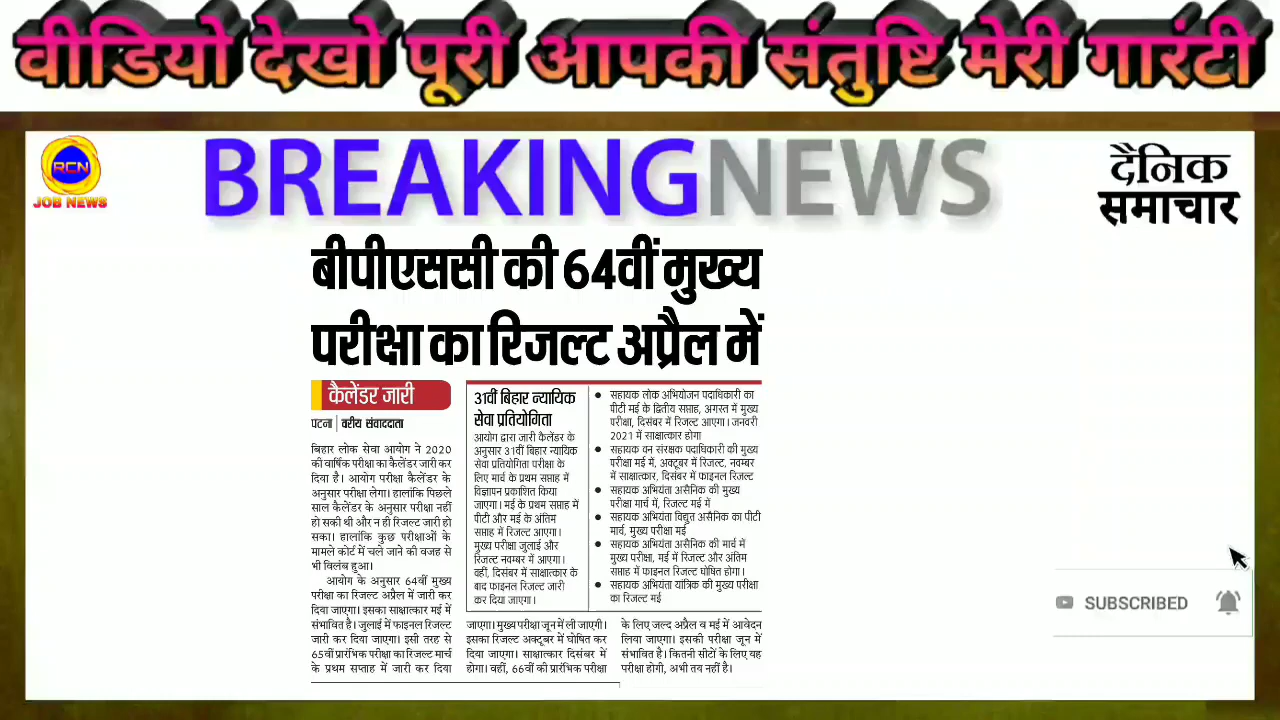 वीडियो देखो पूरी आपकी संतुष्टि मेरी गारंटी
RCN
JOB NEWS
BREAKINGNEWS
दैनिक
समाचार
बीपीएससी की 64वीं मुख्य
परीक्षा का रिजल्ट अप्रैल में
कैलेंडर जारी
पटना | वरीय संवाददाता
बिहार लोक सेवा आयोग ने 2020
की वार्षिक परीक्षा का कैलेंडर जारी कर
दिया है। आयोग परीक्षा कैलेंडर के
अनुसार परीक्षा लेगा। हालांकि पिछले
साल कैलेंडर के अनुसार परीक्षा नहीं
हो सकी थी और न ही रिजल्ट जारी हो
सका। हालांकि कुछ परीक्षाओं के
मामले कोर्ट में चले जाने की वजह से
भी विलंब हुआ।
आयोग के अनुसार 64वीं मुख्य
परीक्षा का रिजल्ट अप्रैल में जारी कर
दिया जाएगा। इसका साक्षात्कार मई में
संभावित है। जुलाई में फाइनल रिजल्ट
जारी कर दिया जाएगा। इसी तरह से
65वीं प्रारंभिक परीक्षा का रिजल्ट मार्च
के प्रथम सप्ताह में जारी कर दिया
31वीं बिहार न्यायिक
सेवा प्रतियोगिता
आयोग द्वारा जारी कैलेंडर के
अनुसार 31वीं बिहार न्यायिक
सेवा प्रतियोगिता परीक्षा के
लिए मार्च के प्रथम सप्ताह में
विज्ञापन प्रकाशित किया
जाएगा। मई के प्रथम सप्ताह में
पीटी और मई के अंतिम
सप्ताह में रिजल्ट आएगा।
मुख्य परीक्षा जुलाई और
रिजल्ट नवम्बर में आएगा।
वहीं, दिसंबर में साक्षात्कार के
बाद फाइनल रिजल्ट जारी
कर दिया जाएगा।
● सहायक लोक अभियोजन पदाधिकारी का
पीटी मई के द्वितीय सप्ताह, अगस्त में मुख्य
परीक्षा, दिसंबर में रिजल्ट आएगा। जनवरी
2021 में साक्षात्कार होगा
● सहायक वन संरक्षक पदाधिकारी की मुख्य
परीक्षा मई में, अक्टूबर में रिजल्ट, नवम्बर
में साक्षात्कार, दिसंबर में फाइनल रिजल्ट
● सहायक अभियंता असैनिक की मुख्य
परीक्षा मार्च में, रिजल्ट मई में
● सहायक अभियंता विद्युत असैनिक का पीटी
मार्च, मुख्य परीक्षा मई
● सहायक अभियंता असैनिक की मार्च में
मुख्य परीक्षा, मई में रिजल्ट और अंतिम
सप्ताह में फाइनल रिजल्ट घोषित होगा।
● सहायक अभियंता यांत्रिक की मुख्य परीक्षा
का रिजल्ट मई
जाएगा। मुख्य परीक्षा जून में ली जाएगी।
इसका रिजल्ट अक्टूबर में घोषित कर
दिया जाएगा। साक्षात्कार दिसंबर में
होगा। वहीं, 66वीं की प्रारंभिक परीक्षा
के लिए जल्द अप्रैल व मई में आवेदन
लिया जाएगा। इसकी परीक्षा जून में
संभावित है। कितनी सीटों के लिए यह
परीक्षा होगी, अभी तय नहीं है।
SUBSCRIBED